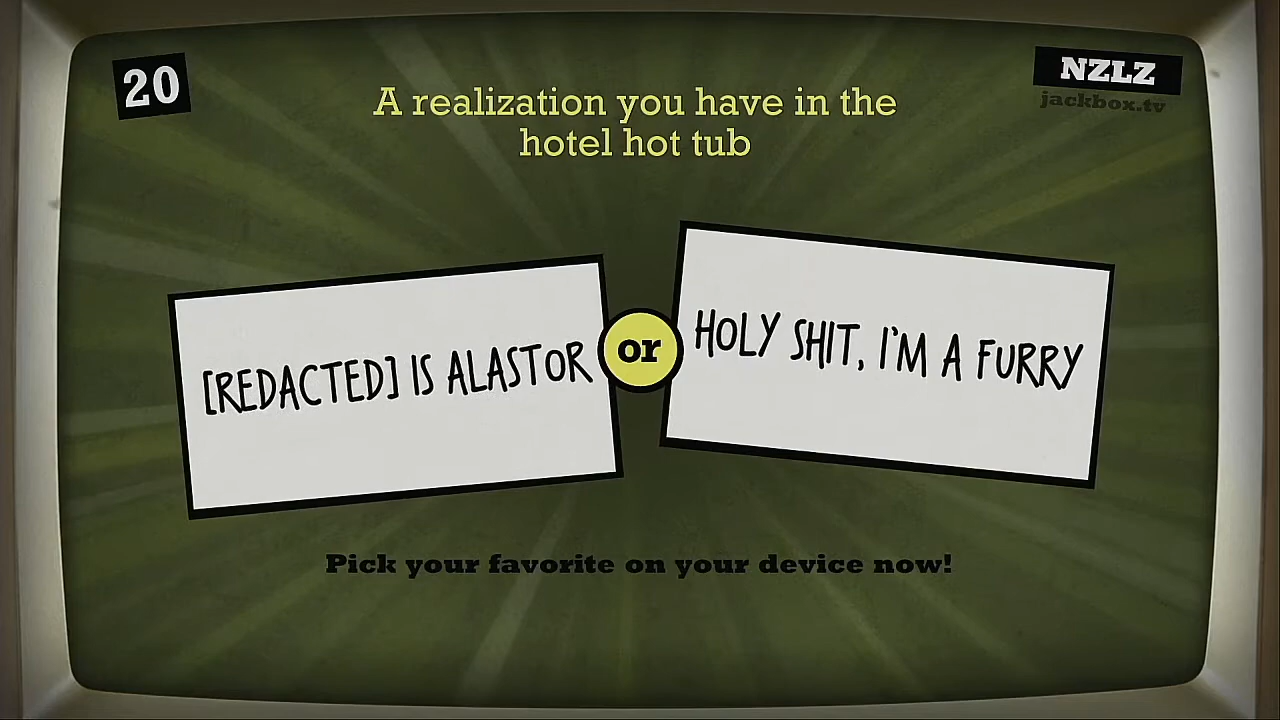 20
NZLZ
jackbox.tv
A realization you have in the
hotel hot tub
[REDACTED] IS ALASTOR
or
HOLY SHIT, I'M A FURRY
Pick your favorite on your device now!